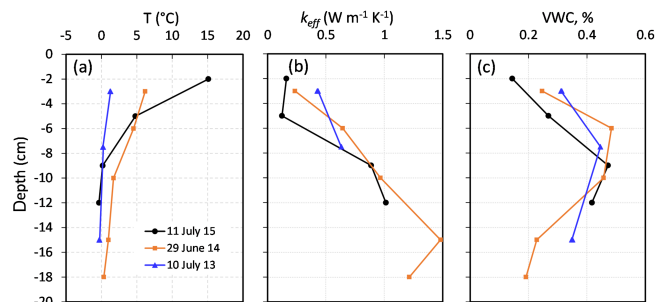 T (°C)
k_eff (W m⁻¹ K⁻¹)
VWC, %
-5 0 5 10 15 20
0 0.5 1 1.5
0 0.2 0.4 0.6
0
-2
-4
-6
-8
-10
-12
-14
-16
-18
-20
Depth (cm)
(a)
(b)
(c)
11 July 15
29 June 14
10 July 13